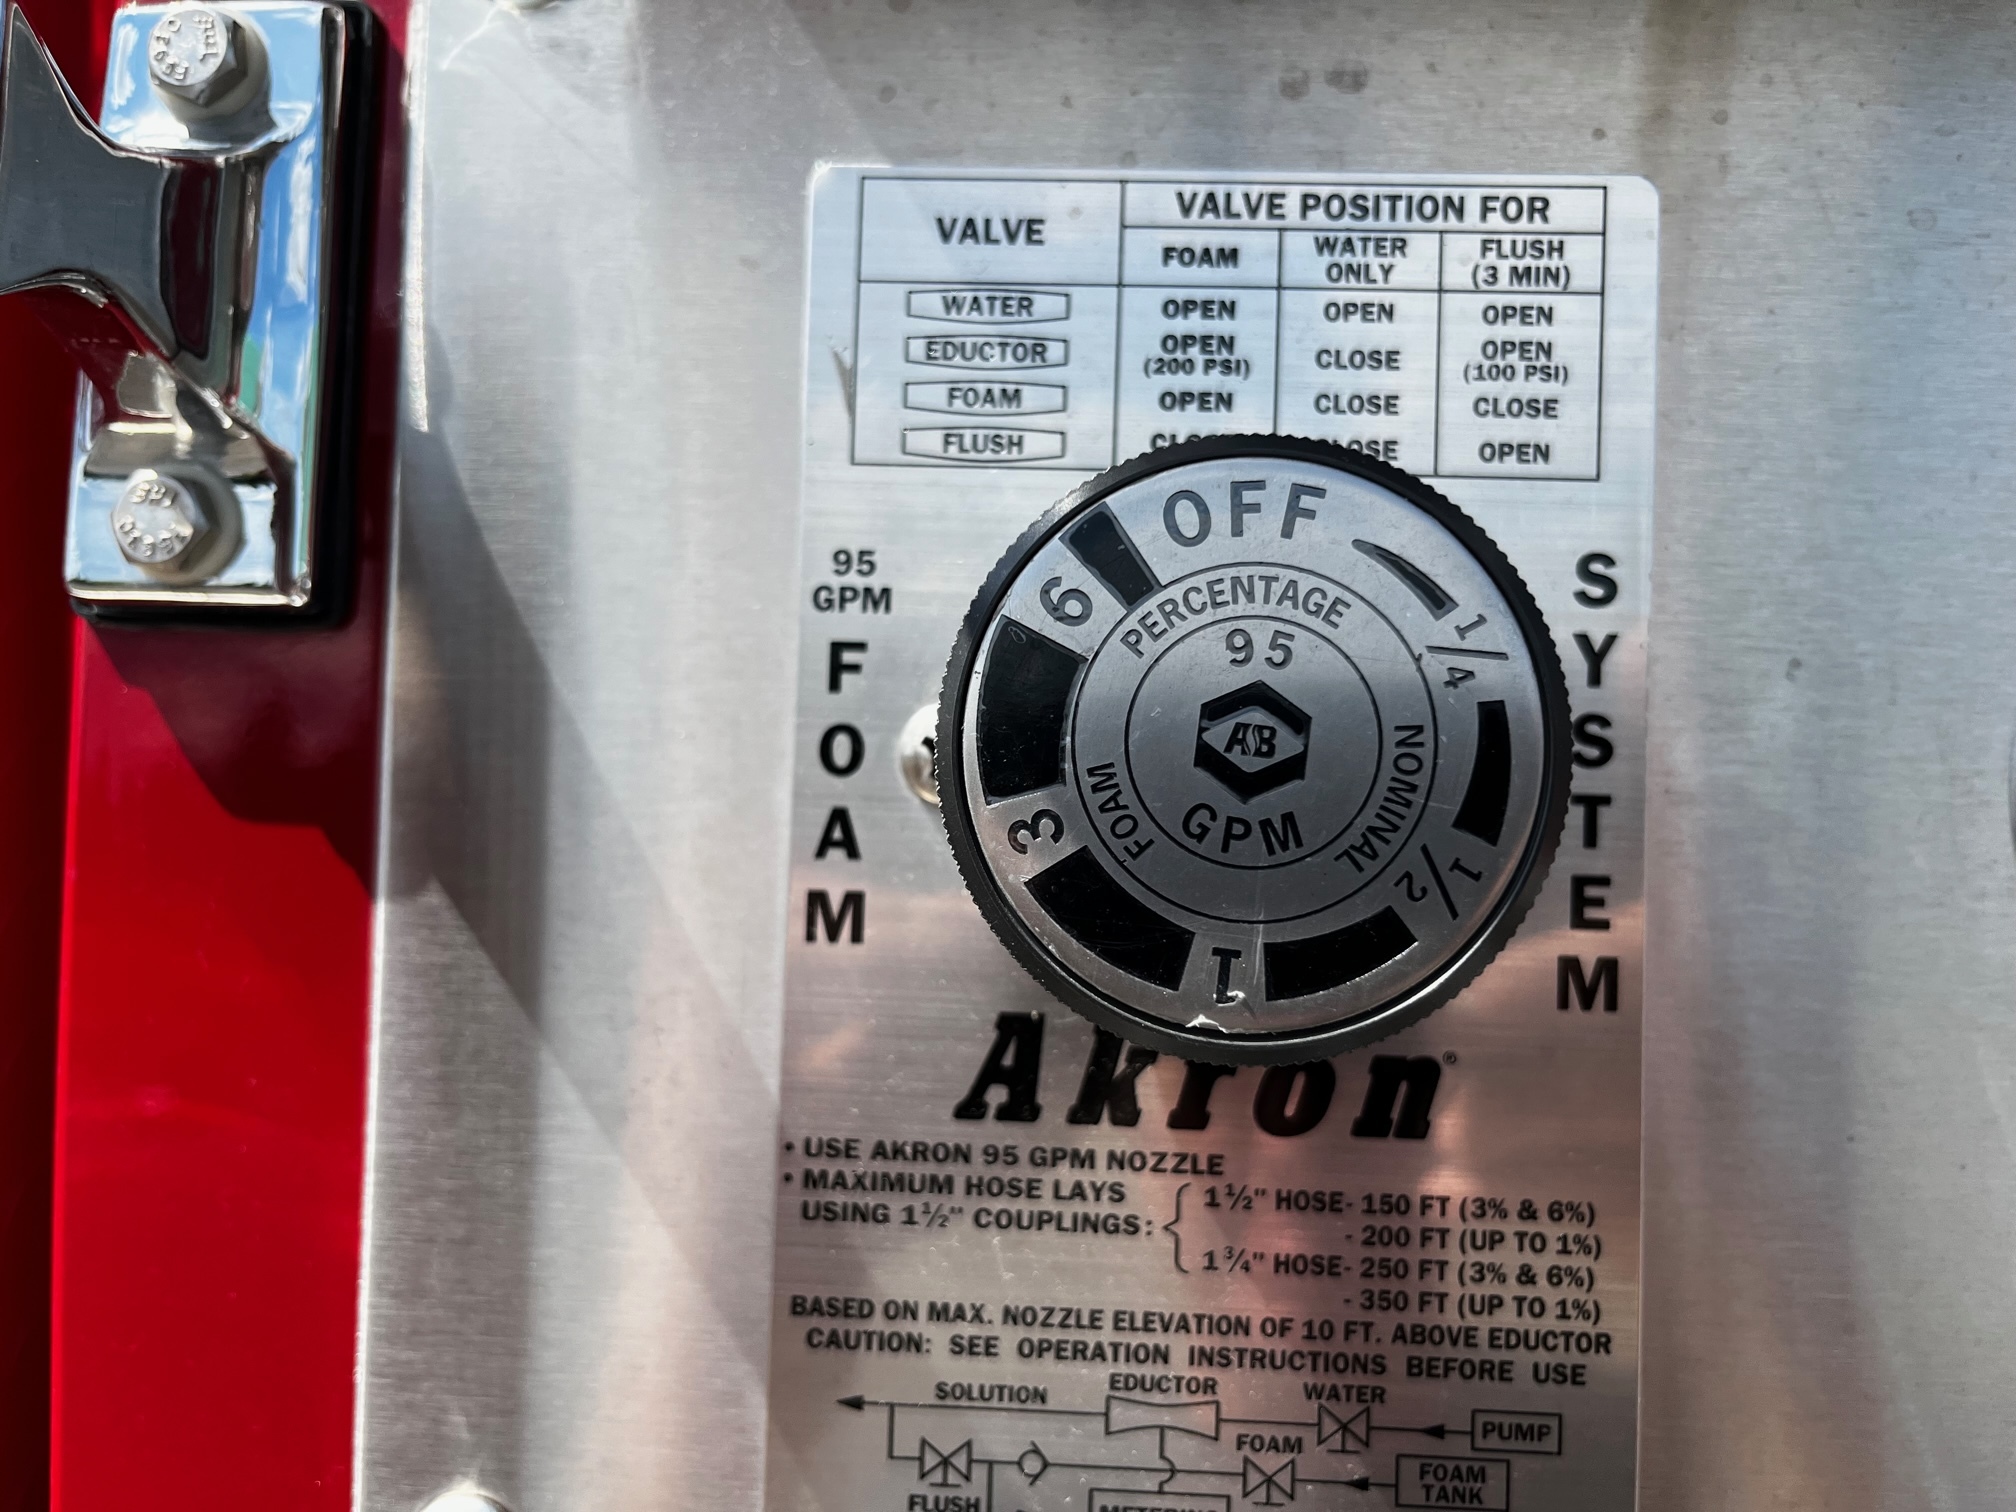 VALVE
VALVE POSITION FOR
FOAM
WATER ONLY
FLUSH (3 MIN)
WATER OPEN OPEN OPEN
EDUCTOR OPEN (200 PSI) CLOSE OPEN (100 PSI)
FOAM OPEN CLOSE CLOSE
FLUSH OPEN
95
GPM
FOAM
SYSTEM
OFF
1/4
1/2
1
3
6
FOAM PERCENTAGE NOMINAL
95
AB
GPM
Akron®
• USE AKRON 95 GPM NOZZLE
• MAXIMUM HOSE LAYS
USING 1½" COUPLINGS:
1½" HOSE- 150 FT (3% & 6%)
- 200 FT (UP TO 1%)
1¾" HOSE- 250 FT (3% & 6%)
- 350 FT (UP TO 1%)
BASED ON MAX. NOZZLE ELEVATION OF 10 FT. ABOVE EDUCTOR
CAUTION: SEE OPERATION INSTRUCTIONS BEFORE USE
SOLUTION
EDUCTOR
WATER
PUMP
FOAM
FOAM
TANK
FLUSH
METERING